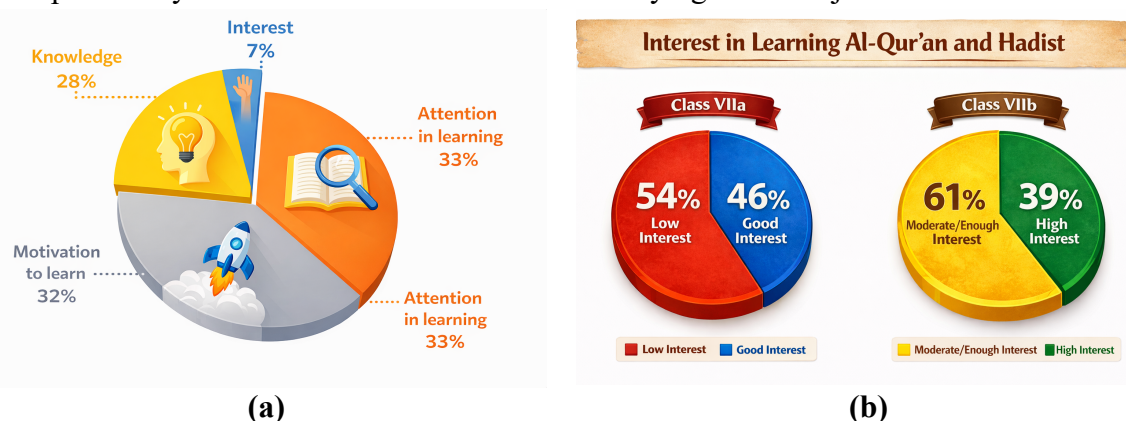 Interest
7%
Knowledge
28%
Attention
in learning
33%
Motivation
to learn
32%
Attention
in learning
33%
(a)
Interest in Learning Al-Qur'an and Hadist
Class VIIa
54%
Low
Interest
46%
Good
Interest
Low Interest
Good Interest
Class VIIb
61%
Moderate/Enough
Interest
39%
High
Interest
Moderate/Enough Interest
High Interest
(b)